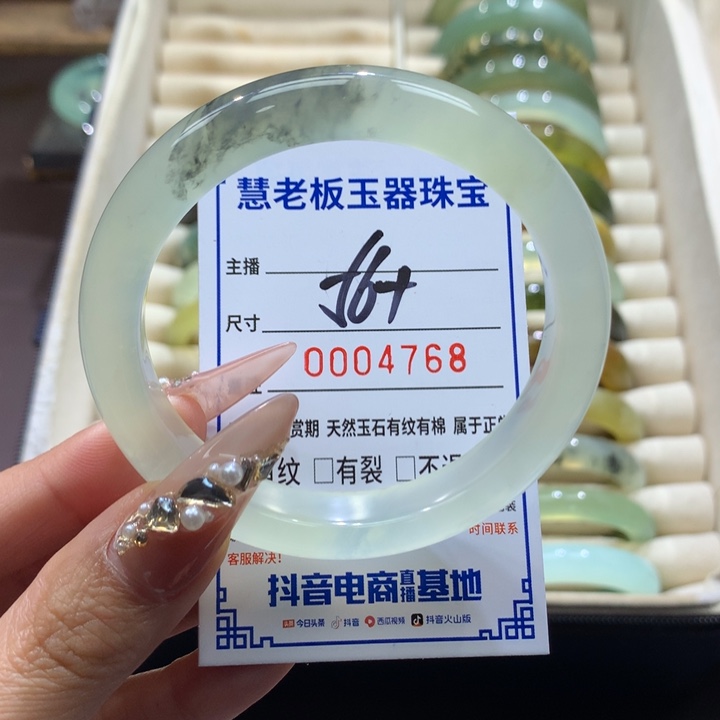 慧老板玉器珠宝
主播
56+
尺寸
0004768
赏期 天然玉石有纹有棉 属于正
纹 □有裂 □不退
时间联系
客服解决!
抖音电商直播基地
头条 今日头条 抖音 西瓜视频 抖音火山版